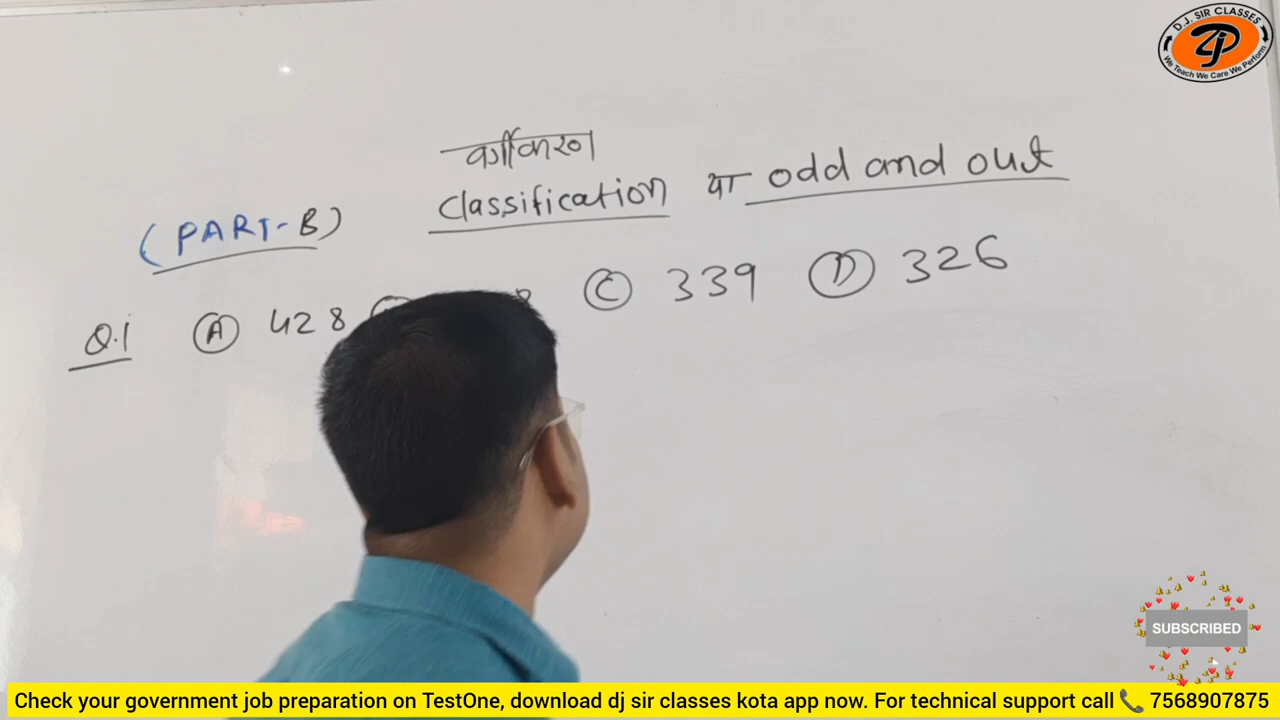 D.J. SIR CLASSES
We Teach We Care We Perform
वर्गीकरण
(PART-B) Classification या odd and out
Q.1 (A) 428 8 (C) 339 (D) 326
SUBSCRIBED
Check your government job preparation on TestOne, download dj sir classes kota app now. For technical support call 📞 7568907875